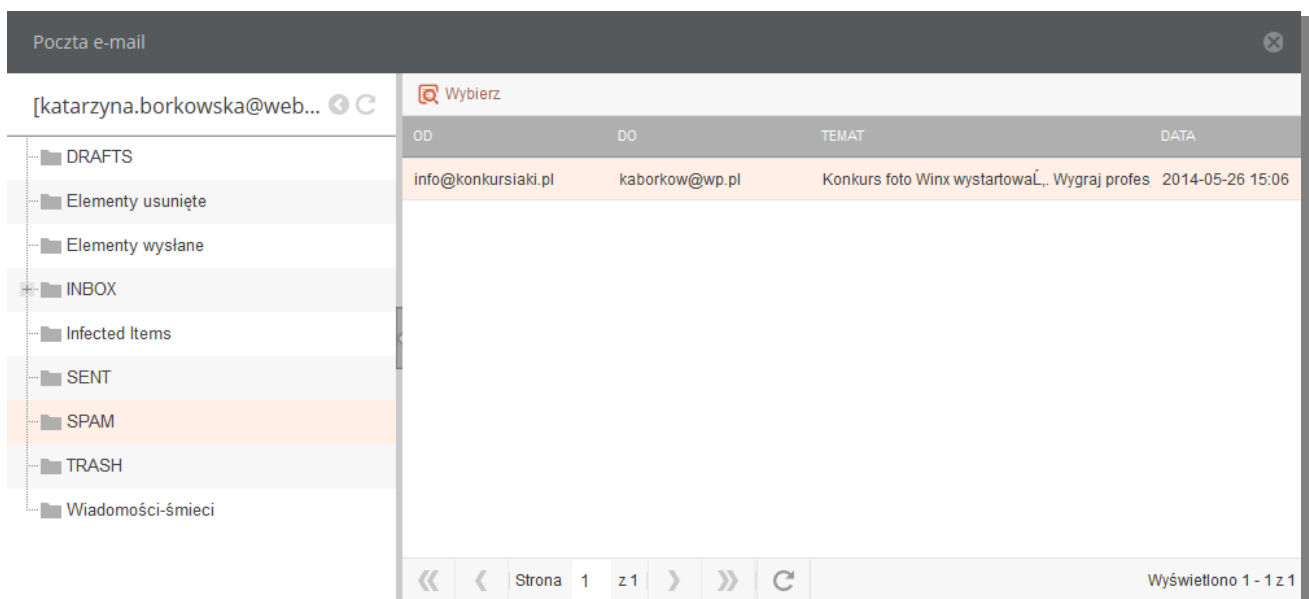 Poczta e-mail
[katarzyna.borkowska@web...
DRAFTS
Elementy usunięte
Elementy wysłane
INBOX
Infected Items
SENT
SPAM
TRASH
Wiadomości-śmieci
Wybierz
OD DO TEMAT DATA
info@konkursiaki.pl kaborkow@wp.pl Konkurs foto Winx wystartowaĹ‚. Wygraj profes 2014-05-26 15:06
Strona 1 z 1 Wyświetlono 1 - 1 z 1